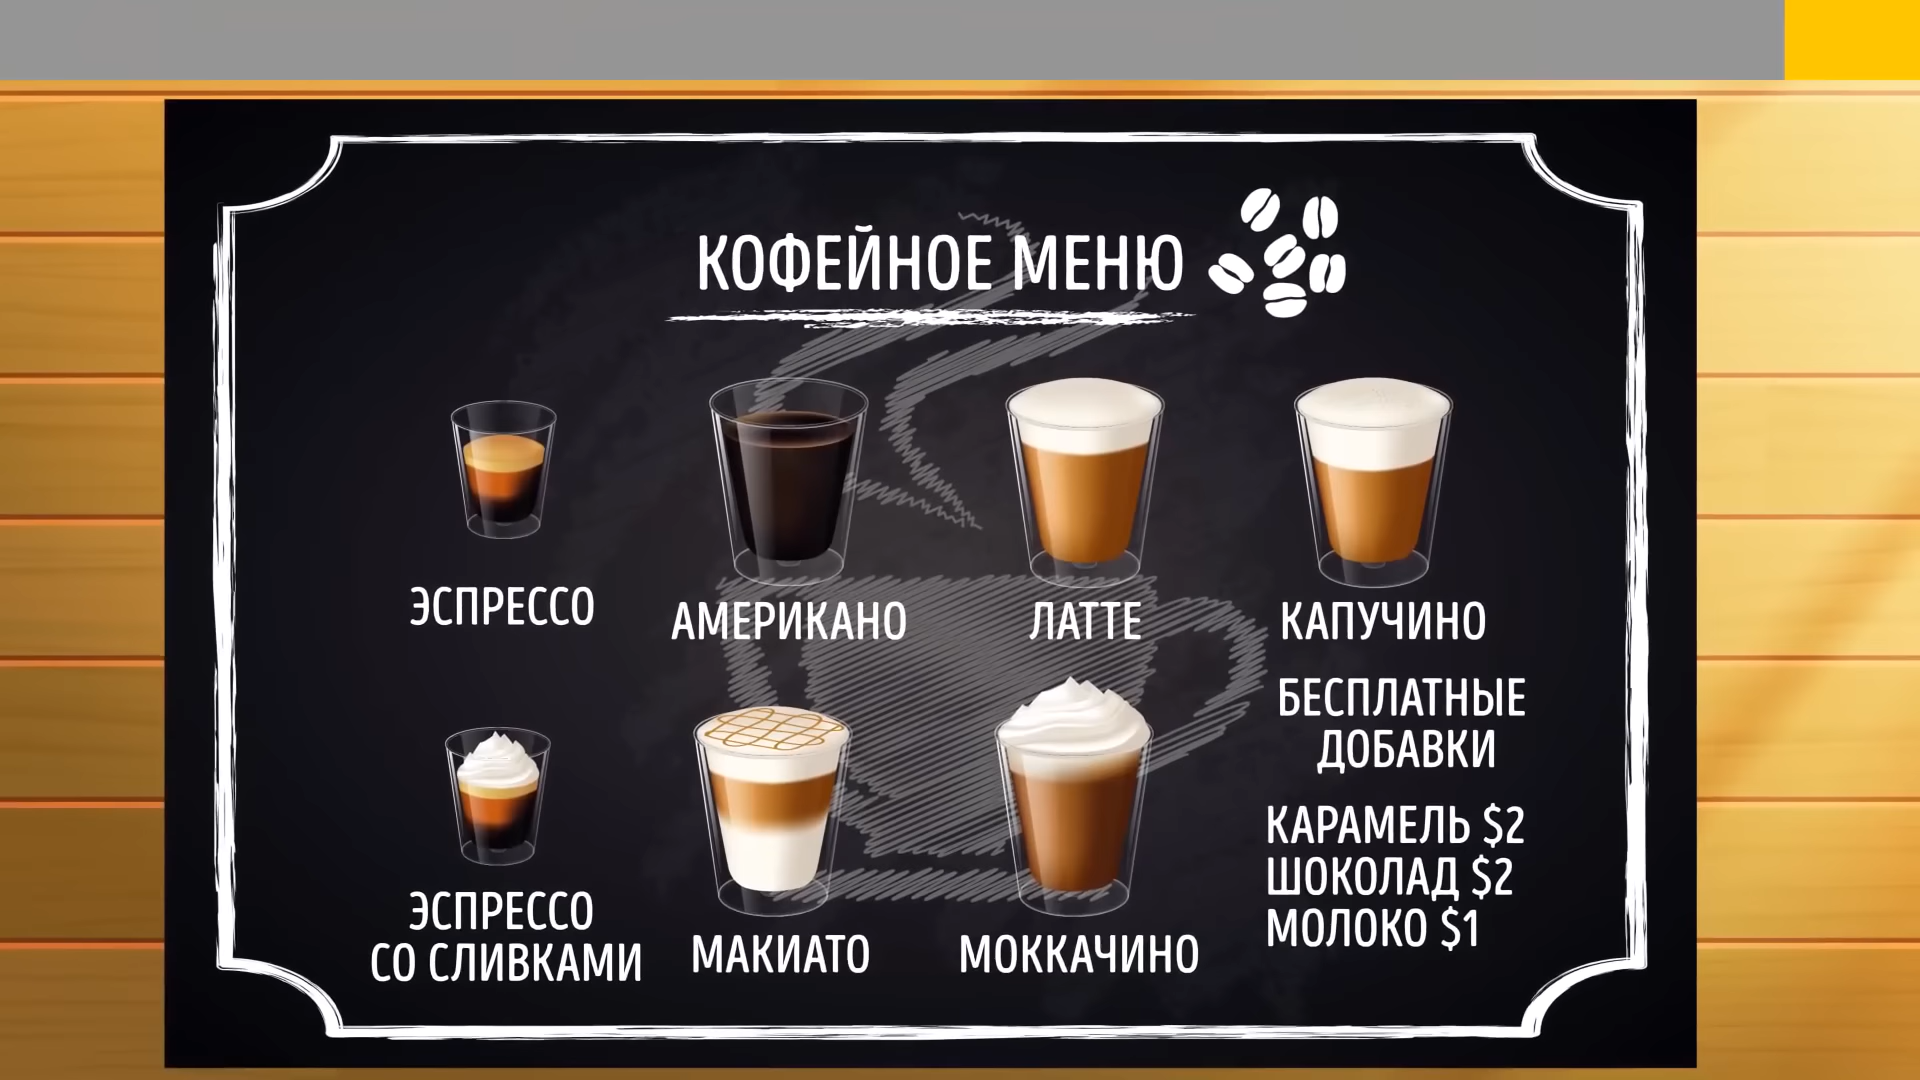 КОФЕЙНОЕ МЕНЮ
ЭСПРЕССО
АМЕРИКАНО
ЛАТТЕ
КАПУЧИНО
ЭСПРЕССО
СО СЛИВКАМИ
МАКИАТО
МОККАЧИНО
БЕСПЛАТНЫЕ
ДОБАВКИ
КАРАМЕЛЬ $2
ШОКОЛАД $2
МОЛОКО $1